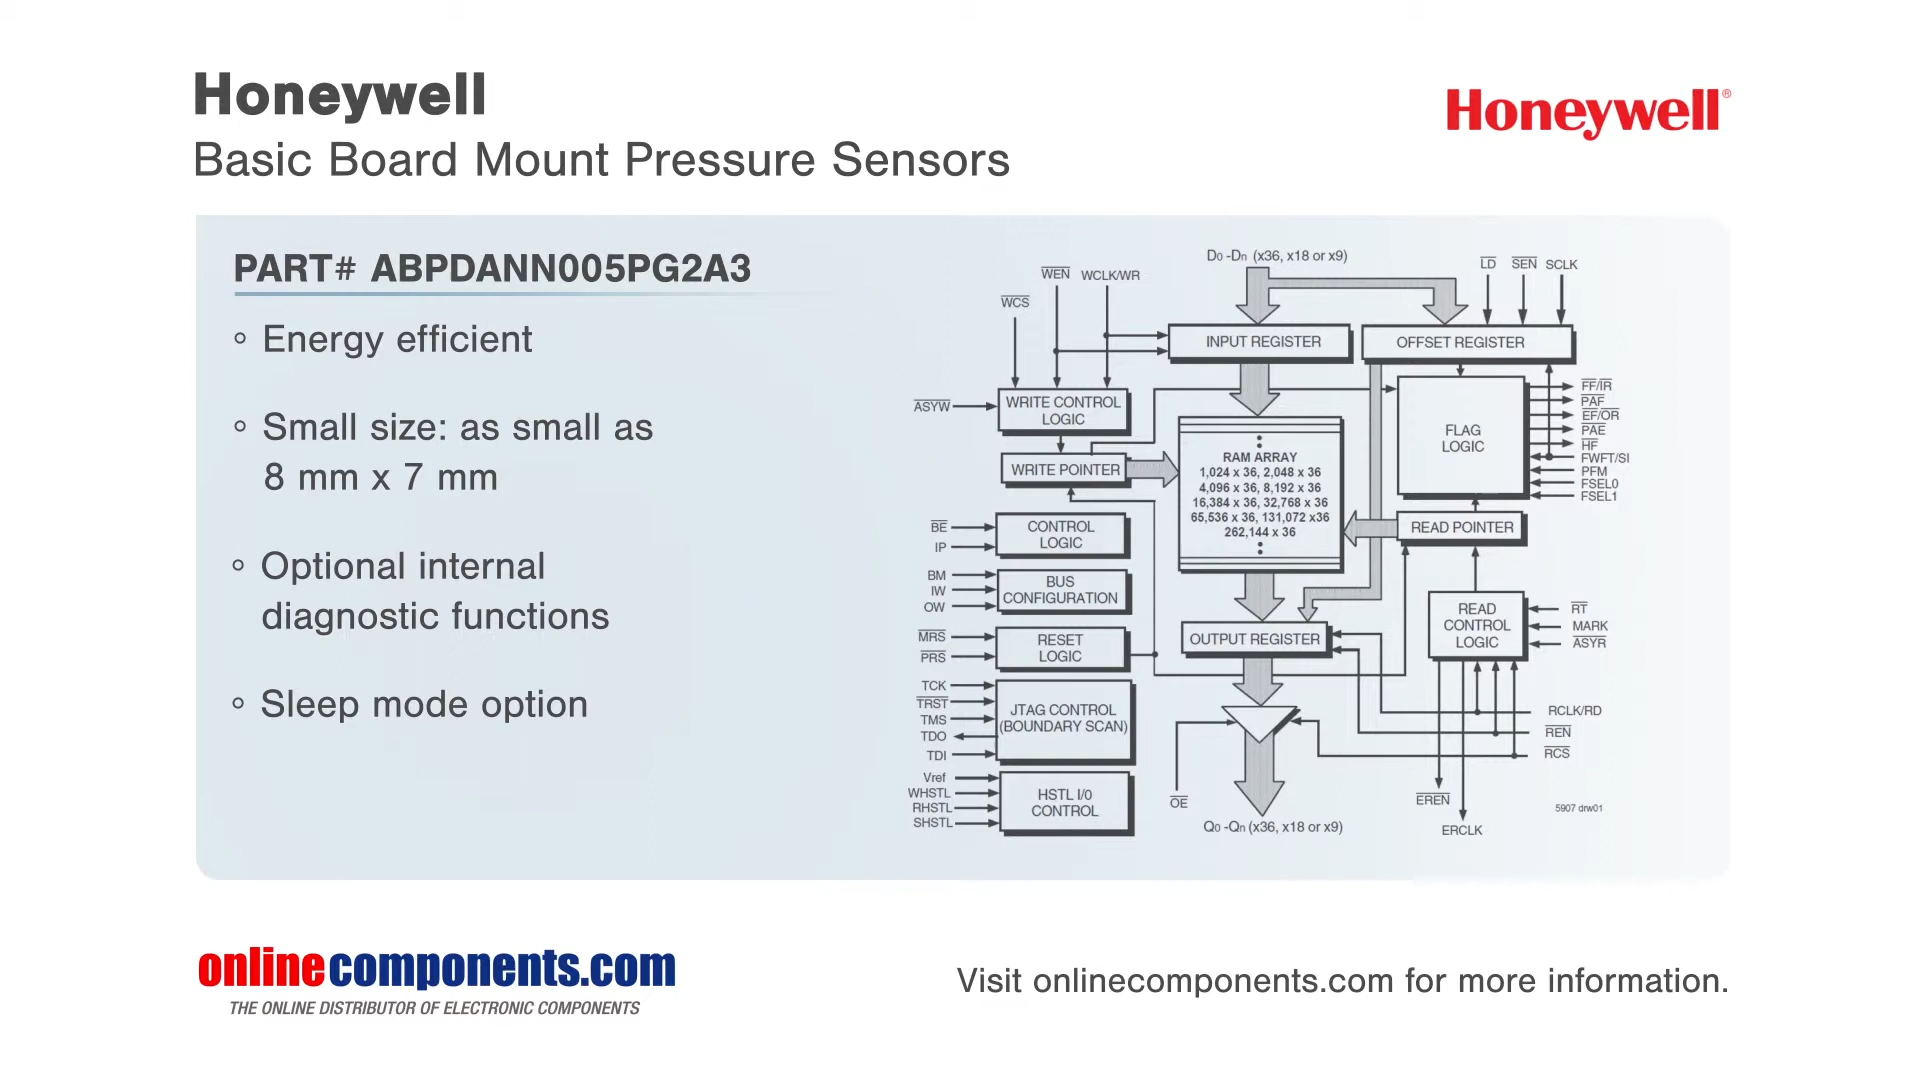 Honeywell
Basic Board Mount Pressure Sensors
Honeywell®
PART# ABPDANN005PG2A3
◦ Energy efficient
◦ Small size: as small as
8 mm x 7 mm
◦ Optional internal
diagnostic functions
◦ Sleep mode option
D0 -Dn (x36, x18 or x9)
WEN
WCLK/WR
WCS
LD
SEN
SCLK
INPUT REGISTER
OFFSET REGISTER
ASYW
WRITE CONTROL
LOGIC
WRITE POINTER
FLAG
LOGIC
FF/IR
PAF
EF/OR
PAE
HF
FWFT/SI
PFM
FSEL0
FSEL1
RAM ARRAY
1,024 x 36, 2,048 x 36
4,096 x 36, 8,192 x 36
16,384 x 36, 32,768 x 36
65,536 x 36, 131,072 x36
262,144 x 36
READ POINTER
BE
IP
CONTROL
LOGIC
BM
IW
OW
BUS
CONFIGURATION
MRS
PRS
RESET
LOGIC
OUTPUT REGISTER
READ
CONTROL
LOGIC
RT
MARK
ASYR
TCK
TRST
TMS
TDO
TDI
JTAG CONTROL
(BOUNDARY SCAN)
RCLK/RD
REN
RCS
Vref
WHSTL
RHSTL
SHSTL
HSTL I/0
CONTROL
OE
EREN
ERCLK
5907 drw01
Q0 -Qn (x36, x18 or x9)
onlinecomponents.com
THE ONLINE DISTRIBUTOR OF ELECTRONIC COMPONENTS
Visit onlinecomponents.com for more information.